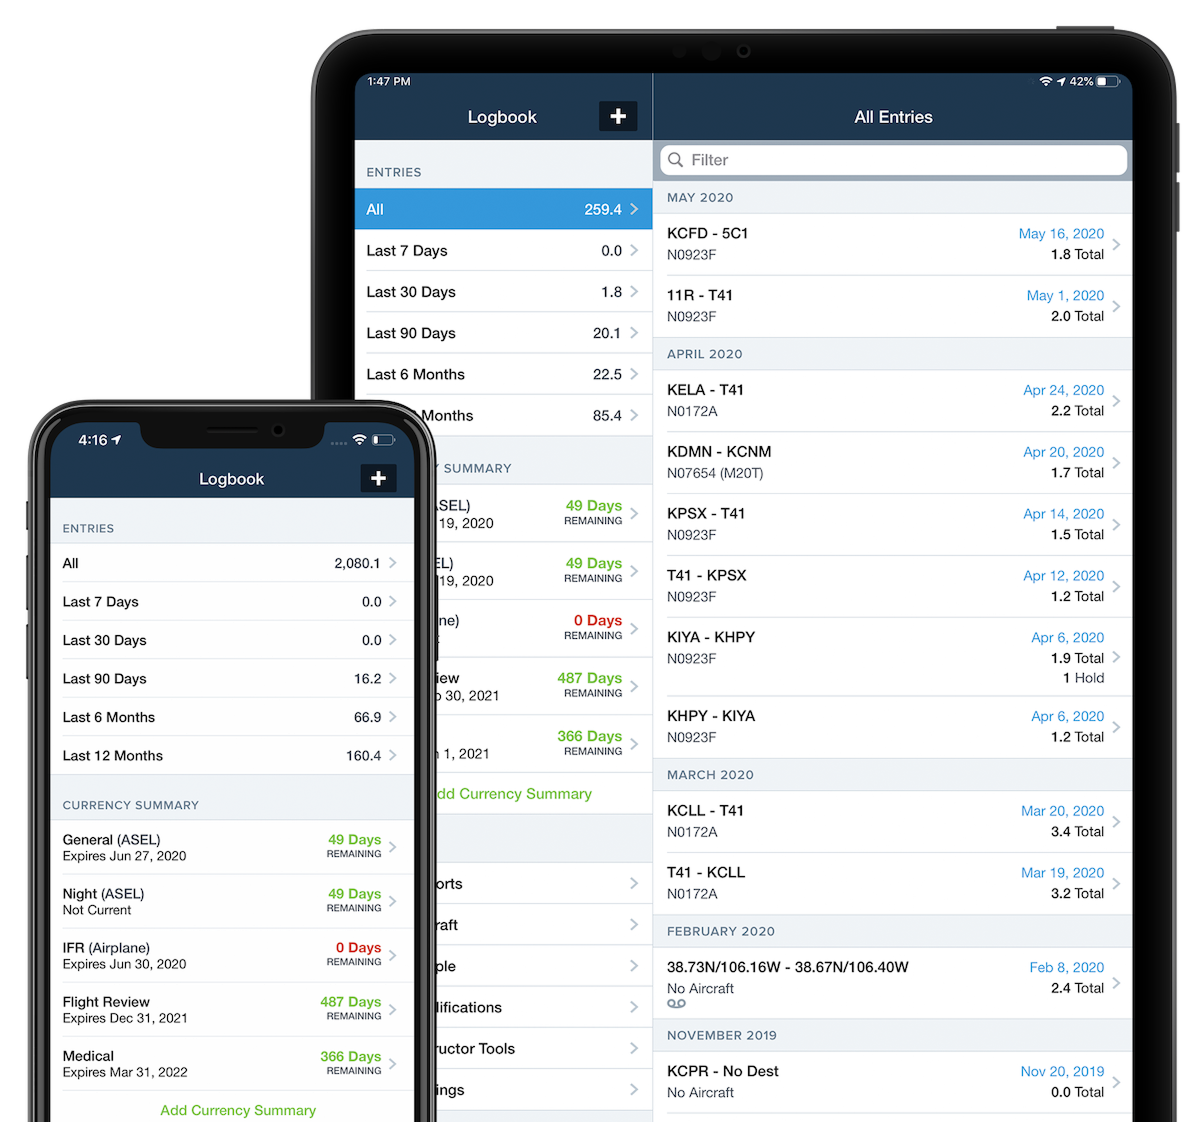 1:47 PM
42%
Logbook
+
ENTRIES
All 259.4
Last 7 Days 0.0
Last 30 Days 1.8
Last 90 Days 20.1
Last 6 Months 22.5
Months 85.4
SUMMARY
49 Days
19, 2020 REMAINING
49 Days
19, 2020 REMAINING
0 Days
REMAINING
487 Days
30, 2021 REMAINING
366 Days
1, 2021 REMAINING
Currency Summary
Tools
All Entries
Filter
MAY 2020
KCFD - 5C1 May 16, 2020
N0923F 1.8 Total
11R - T41 May 1, 2020
N0923F 2.0 Total
APRIL 2020
KELA - T41 Apr 24, 2020
N0172A 2.2 Total
KDMN - KCNM Apr 20, 2020
N07654 (M20T) 1.7 Total
KPSX - T41 Apr 14, 2020
N0923F 1.5 Total
T41 - KPSX Apr 12, 2020
N0923F 1.2 Total
KIYA - KHPY Apr 6, 2020
N0923F 1.9 Total
1 Hold
KHPY - KIYA Apr 6, 2020
N0923F 1.2 Total
MARCH 2020
KCLL - T41 Mar 20, 2020
N0172A 3.4 Total
T41 - KCLL Mar 19, 2020
N0172A 3.2 Total
FEBRUARY 2020
38.73N/106.16W - 38.67N/106.40W Feb 8, 2020
No Aircraft 2.4 Total
NOVEMBER 2019
KCPR - No Dest Nov 20, 2019
No Aircraft 0.0 Total
4:16
Logbook
+
ENTRIES
All 2,080.1
Last 7 Days 0.0
Last 30 Days 0.0
Last 90 Days 16.2
Last 6 Months 66.9
Last 12 Months 160.4
CURRENCY SUMMARY
General (ASEL) 49 Days
Expires Jun 27, 2020 REMAINING
Night (ASEL) 49 Days
Not Current REMAINING
IFR (Airplane) 0 Days
Expires Jun 30, 2020 REMAINING
Flight Review 487 Days
Expires Dec 31, 2021 REMAINING
Medical 366 Days
Expires Mar 31, 2022 REMAINING
Add Currency Summary